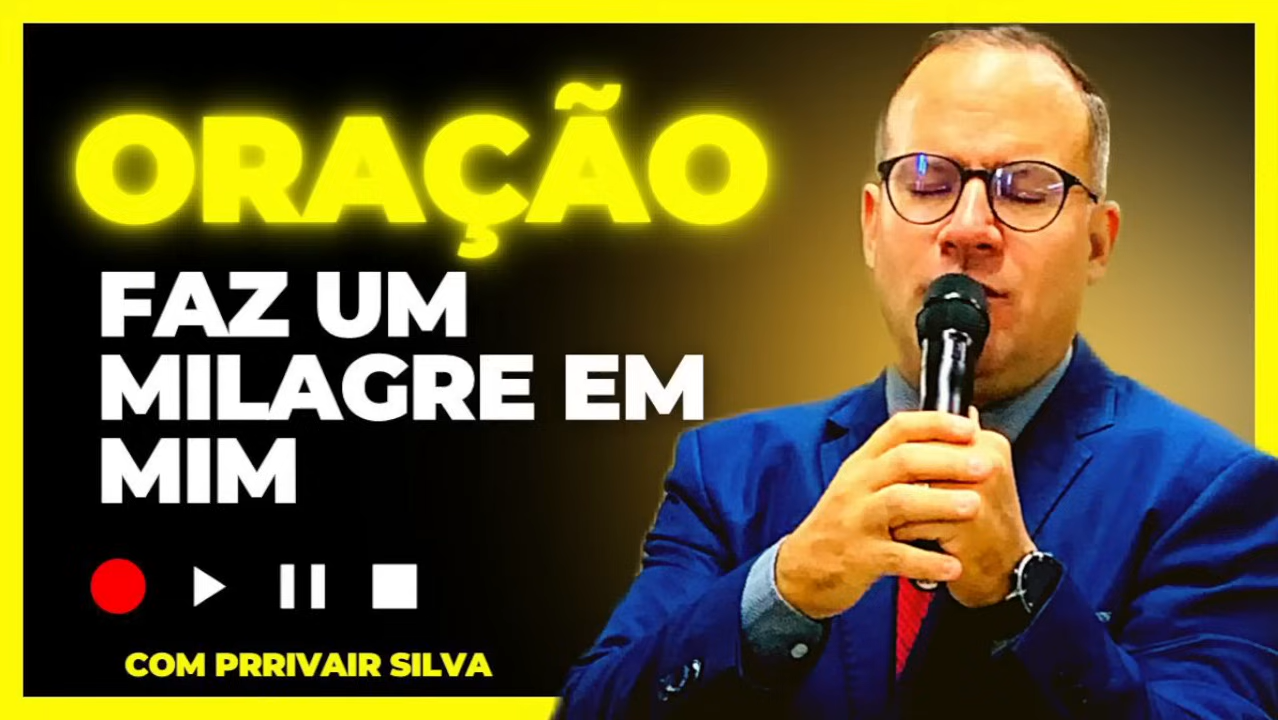 ORAÇÃO
FAZ UM
MILAGRE EM
MIM
COM PRRIVAIR SILVA